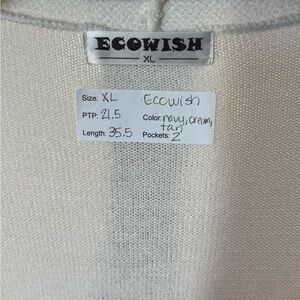 ECOWISH
XL
Size: XL Ecowish
PTP: 21.5 Color: navy, cream,
tan
Length: 35.5 Pockets: 2